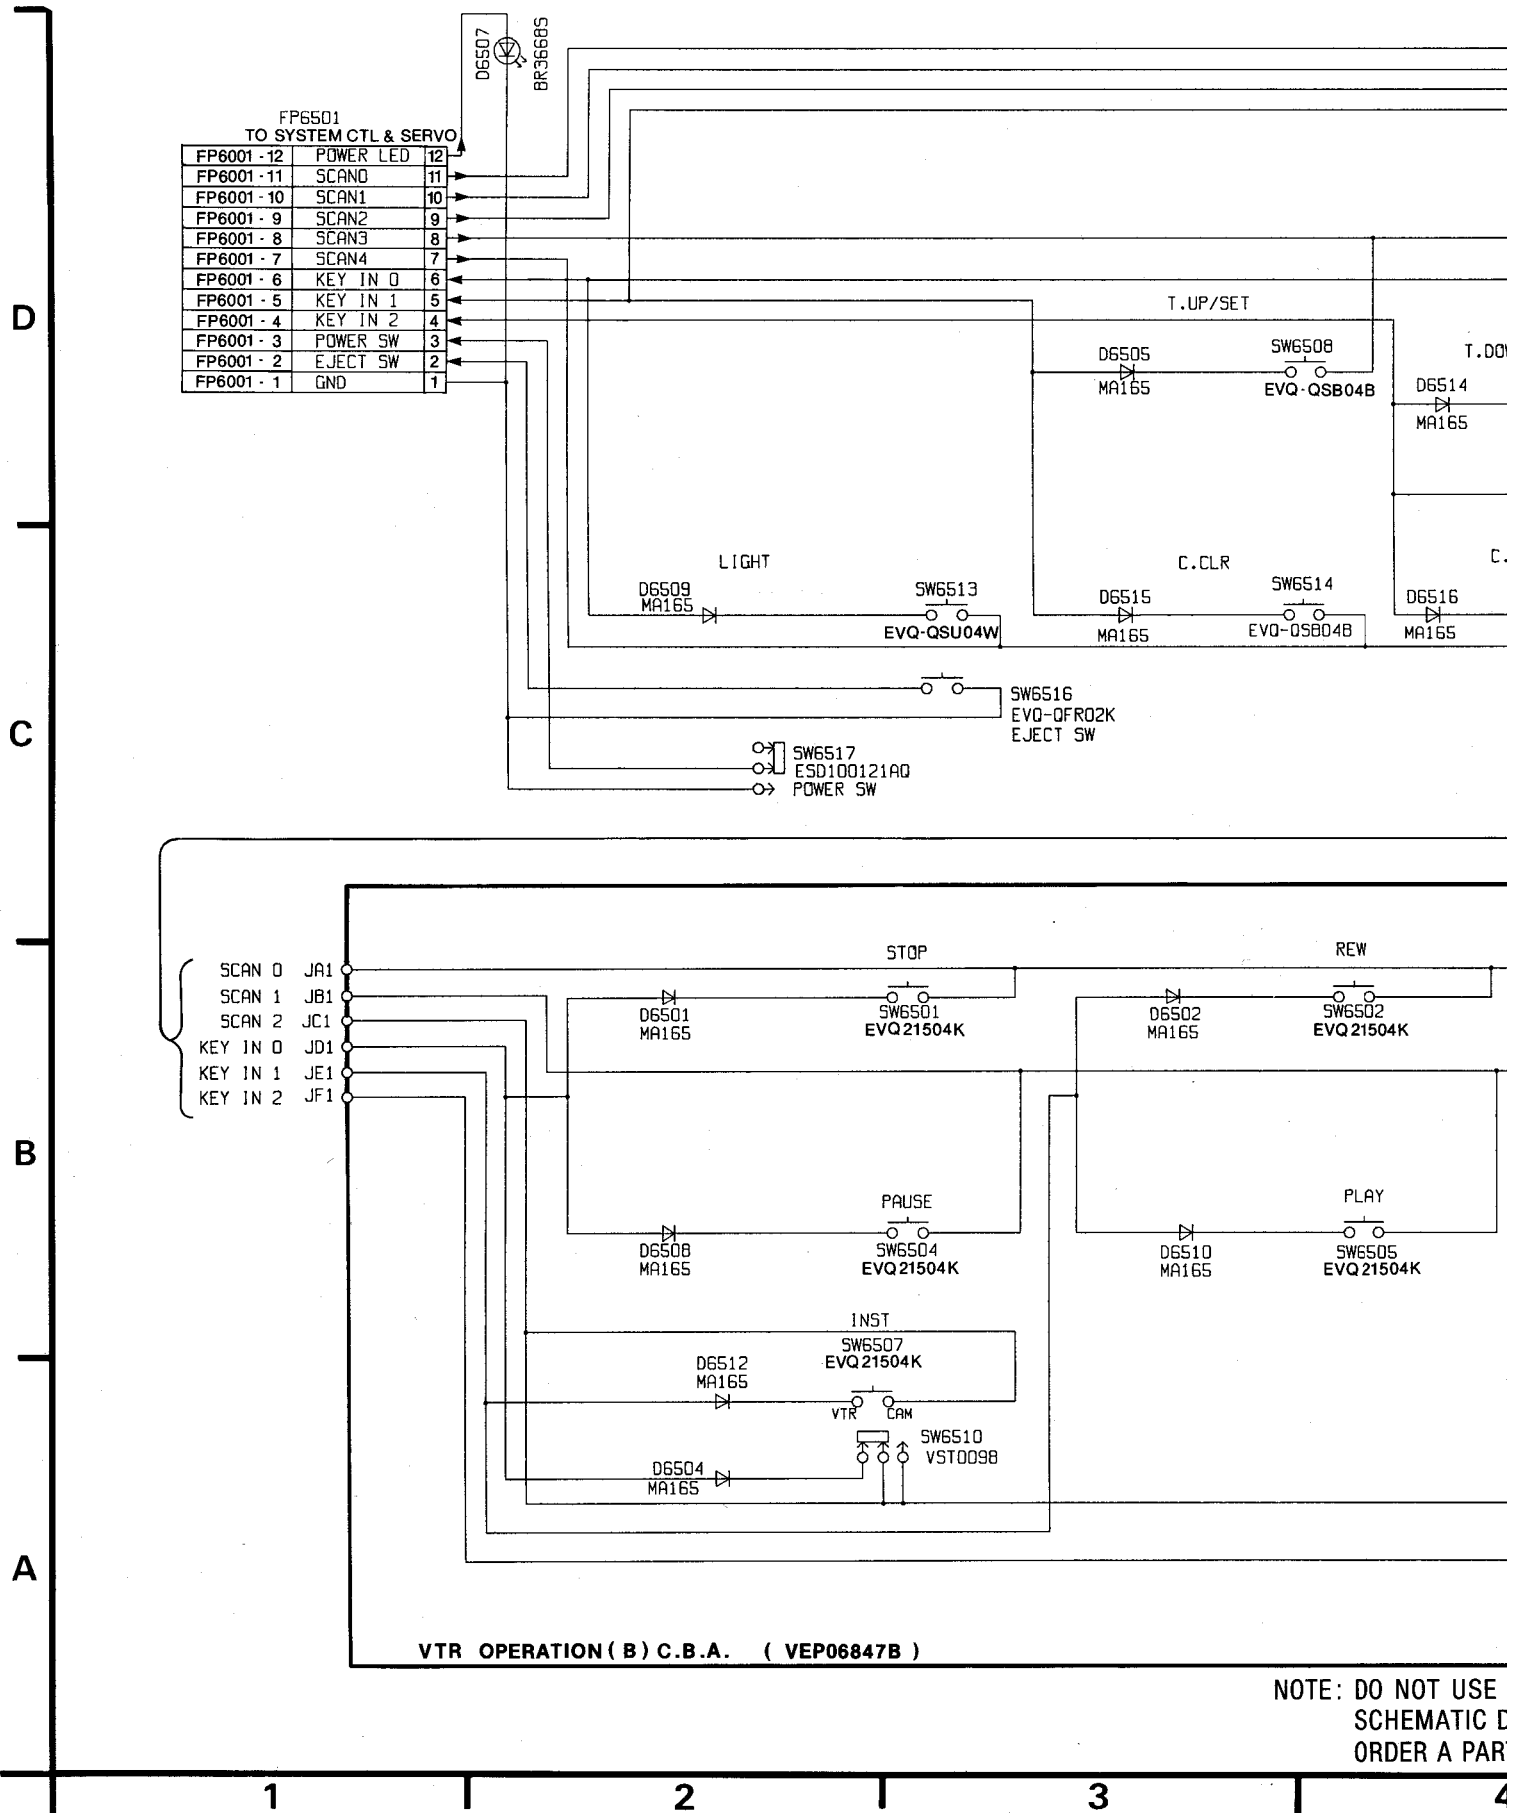 D6507
BR3668S
FP6501
TO SYSTEM CTL & SERVO
FP6001 - 12 POWER LED 12
FP6001 - 11 SCAN0 11
FP6001 - 10 SCAN1 10
FP6001 - 9 SCAN2 9
FP6001 - 8 SCAN3 8
FP6001 - 7 SCAN4 7
FP6001 - 6 KEY IN 0 6
FP6001 - 5 KEY IN 1 5
FP6001 - 4 KEY IN 2 4
FP6001 - 3 POWER SW 3
FP6001 - 2 EJECT SW 2
FP6001 - 1 GND 1
D
T.UP/SET
D6505
MA165
SW6508
EVQ-QSB04B
T.DO
D6514
MA165
LIGHT
D6509
MA165
SW6513
EVQ-QSU04W
C.CLR
D6515
MA165
SW6514
EVQ-QSB04B
C.
D6516
MA165
C
SW6516
EVQ-QFR02K
EJECT SW
SW6517
ESD100121AQ
POWER SW
SCAN 0 JA1
SCAN 1 JB1
SCAN 2 JC1
KEY IN 0 JD1
KEY IN 1 JE1
KEY IN 2 JF1
STOP
D6501
MA165
SW6501
EVQ21504K
REW
D6502
MA165
SW6502
EVQ21504K
B
PAUSE
D6508
MA165
SW6504
EVQ21504K
PLAY
D6510
MA165
SW6505
EVQ21504K
INST
SW6507
EVQ21504K
D6512
MA165
VTR CAM
SW6510
VST0098
D6504
MA165
A
VTR OPERATION (B) C.B.A. ( VEP06847B )
NOTE: DO NOT USE
SCHEMATIC D
ORDER A PAR
1 2 3 4